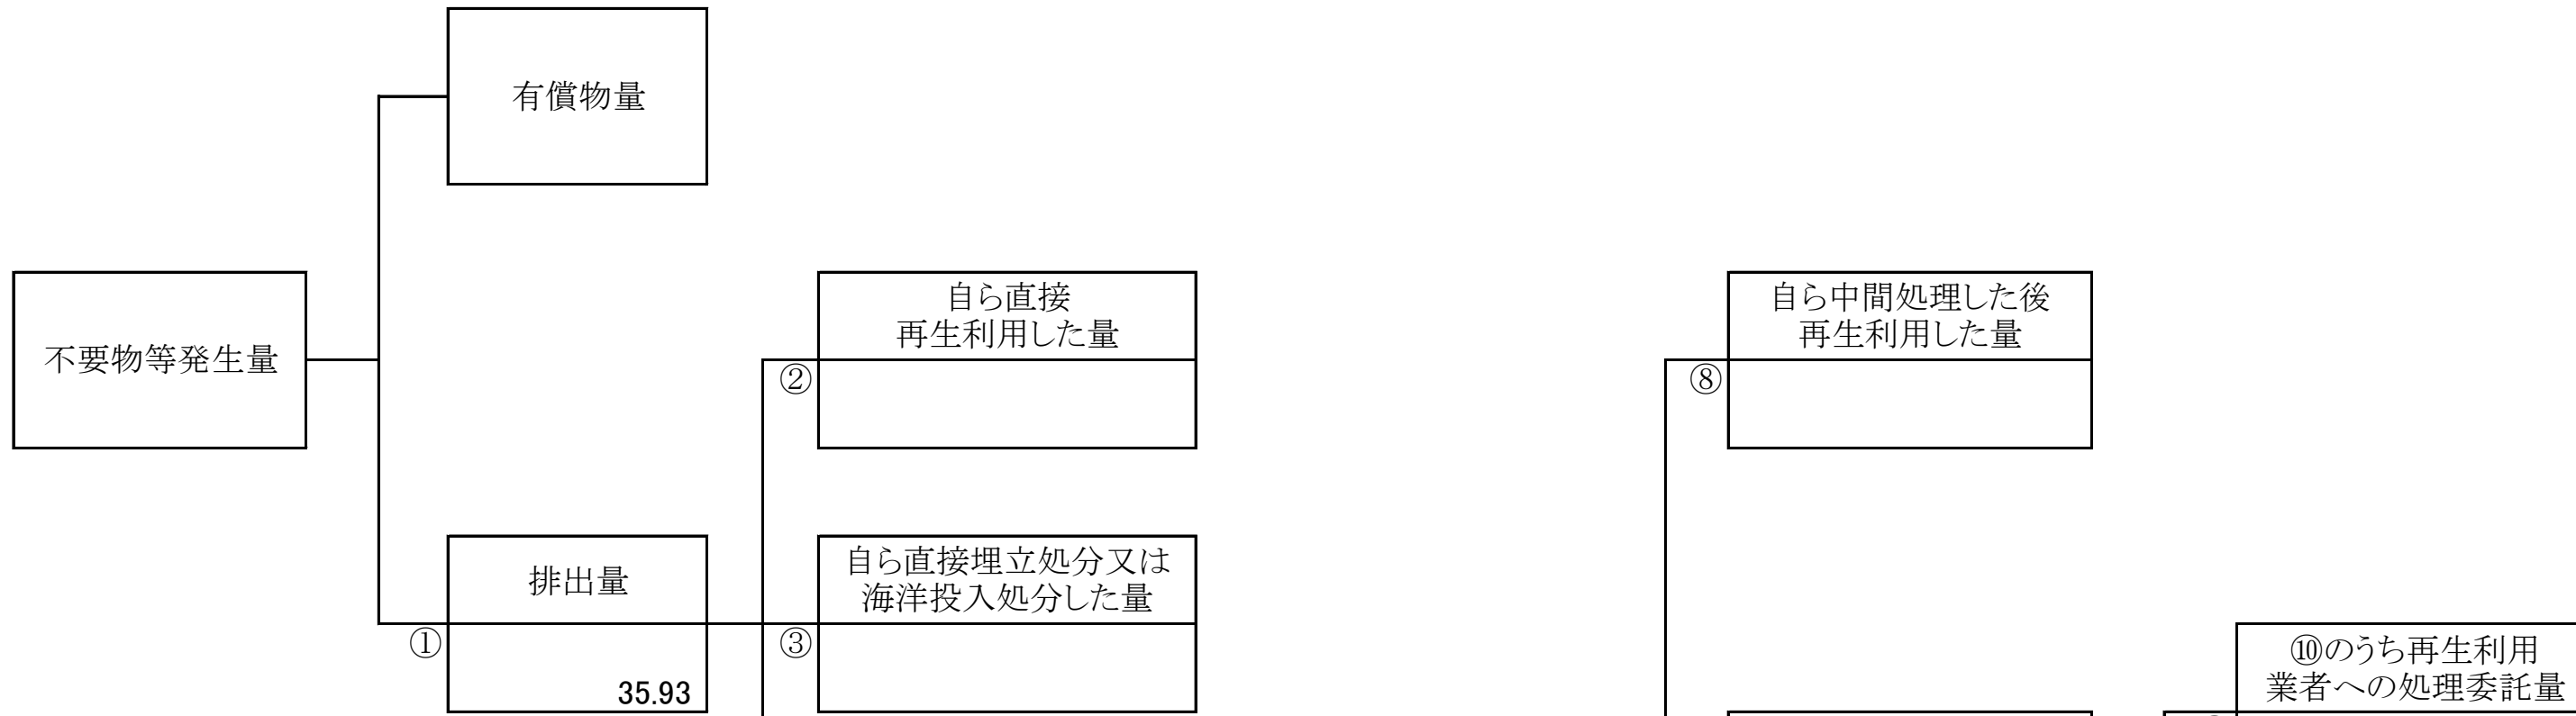 有償物量
不要物等発生量
自ら直接
再生利用した量
②
自ら中間処理した後
再生利用した量
⑧
排出量
①
35.93
自ら直接埋立処分又は
海洋投入処分した量
③
⑩のうち再生利用
業者への処理委託量